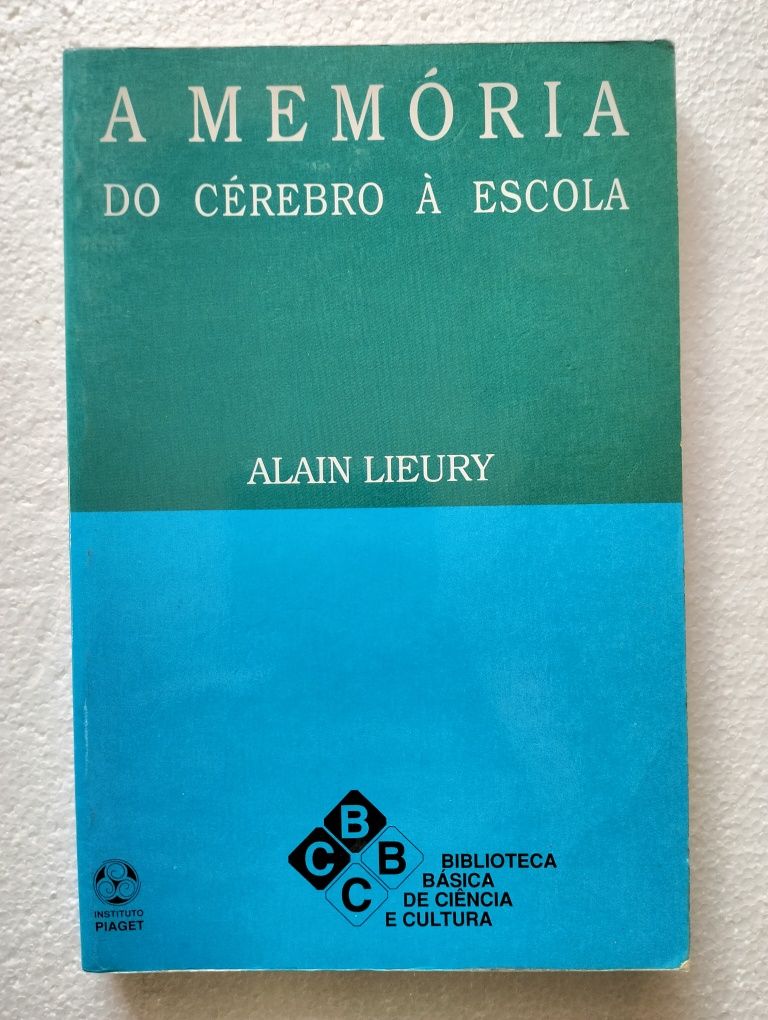 A MEMÓRIA
DO CÉREBRO À ESCOLA
ALAIN LIEURY
B
C B
C
BIBLIOTECA
BÁSICA
DE CIÊNCIA
E CULTURA
INSTITUTO
PIAGET